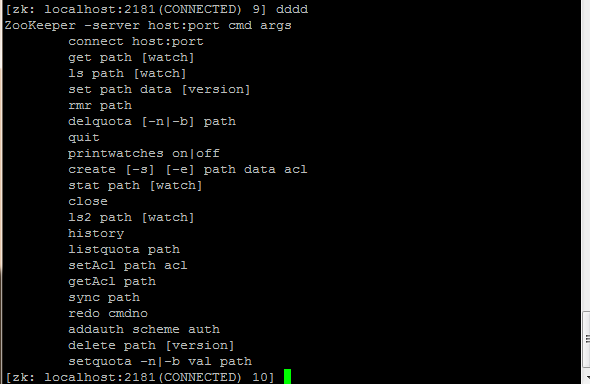 [zk: localhost:2181(CONNECTED) 9] dddd
ZooKeeper -server host:port cmd args
        connect host:port
        get path [watch]
        ls path [watch]
        set path data [version]
        rmr path
        delquota [-n|-b] path
        quit
        printwatches on|off
        create [-s] [-e] path data acl
        stat path [watch]
        close
        ls2 path [watch]
        history
        listquota path
        setAcl path acl
        getAcl path
        sync path
        redo cmdno
        addauth scheme auth
        delete path [version]
        setquota -n|-b val path
[zk: localhost:2181(CONNECTED) 10]